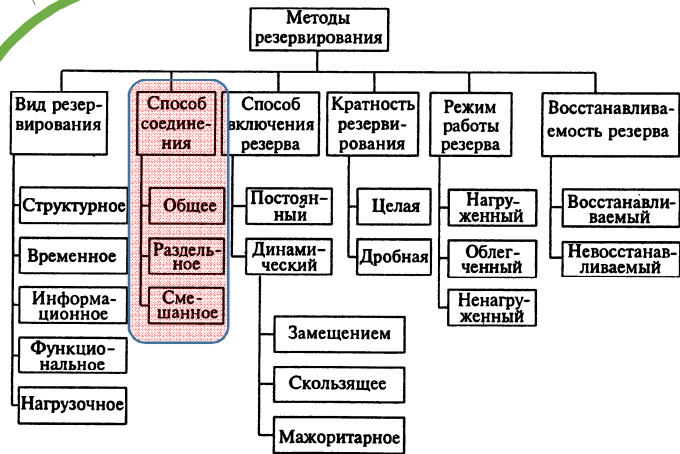 Методы
резервирования
Вид резер-
вирования
Способ
соедине-
ния
Способ
включения
резерва
Кратность
резерви-
рования
Режим
работы
резерва
Восстанавлива-
емость резерва
Структурное
Временное
Информа-
ционное
Функцио-
нальное
Нагрузочное
Общее
Раздель-
ное
Сме-
шанное
Постоян-
ный
Динами-
ческий
Замещением
Скользящее
Мажоритарное
Целая
Дробная
Нагру-
женный
Облег-
ченный
Ненагру-
женный
Восстанавли-
ваемый
Невосстанав-
ливаемый